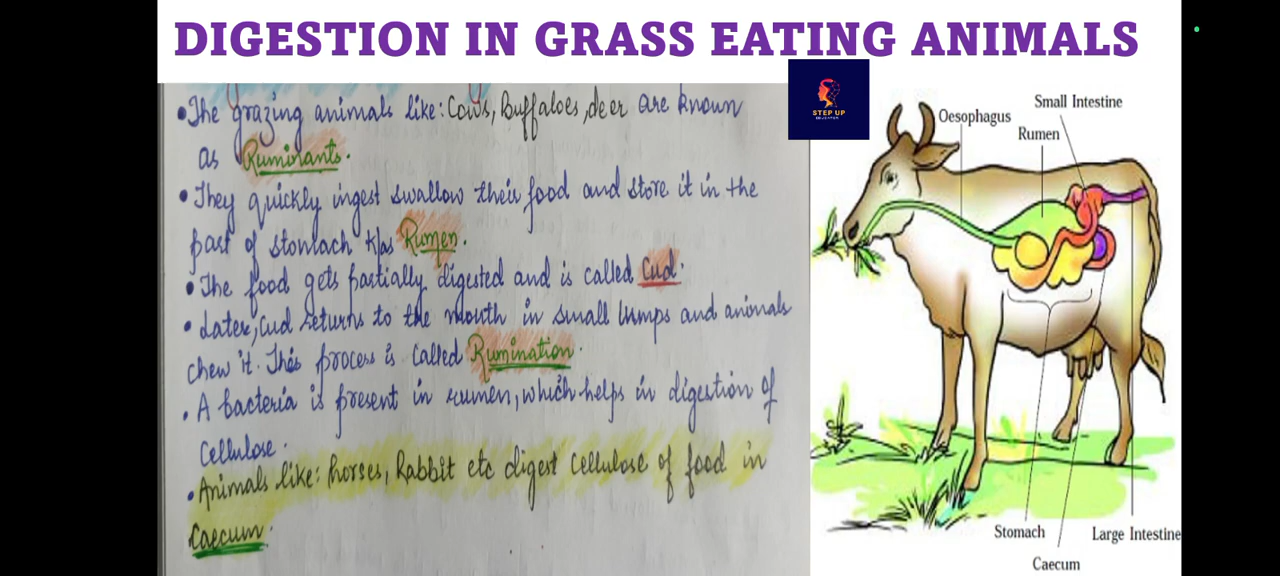 DIGESTION IN GRASS EATING ANIMALS
•The grazing animals like: Cows, Buffaloes, deer are known
as Ruminants.
• They quickly ingest swallow their food and store it in the
part of stomach k/as Rumen.
• The food gets partially digested and is called Cud.
• Later, Cud returns to the mouth in small lumps and animals
chew it. This process is called Rumination.
• A bacteria is present in rumen, which helps in digestion of
Cellulose.
• Animals like: horses, Rabbit etc digest cellulose of food in
Caecum.
STEP UP
Small Intestine
Oesophagus
Rumen
Stomach
Large Intestine
Caecum